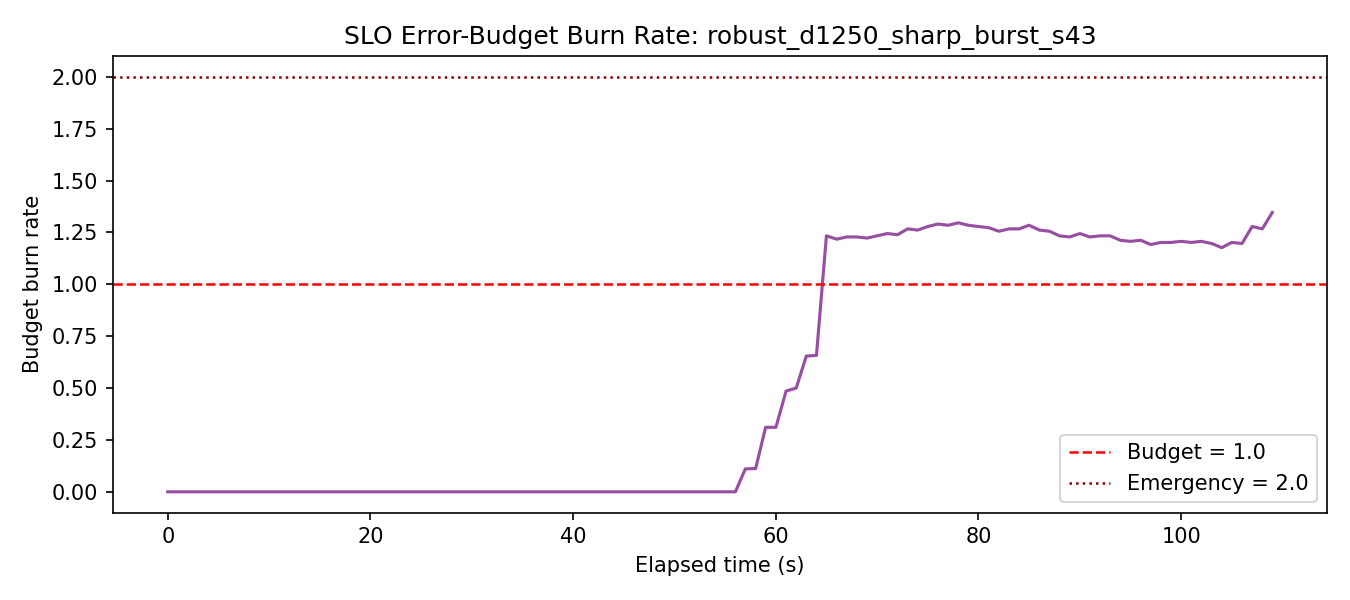 SLO Error-Budget Burn Rate: robust_d1250_sharp_burst_s43
Budget burn rate
2.00
1.75
1.50
1.25
1.00
0.75
0.50
0.25
0.00
Budget = 1.0
Emergency = 2.0
0 20 40 60 80 100
Elapsed time (s)